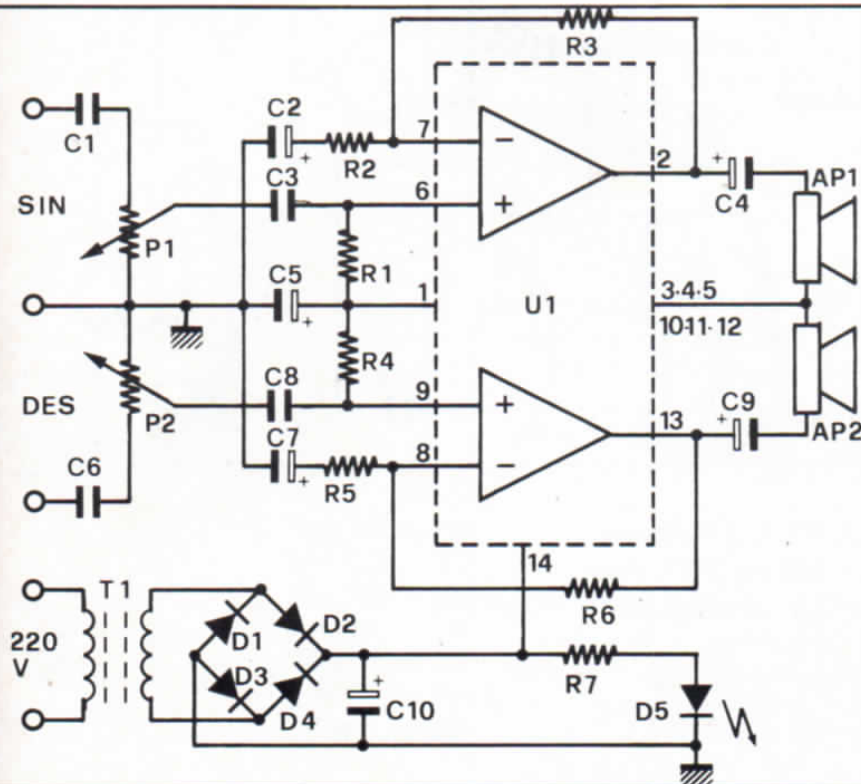 R3
C1
C2
+
R2
7
−
2
+
C4
AP1
SIN
P1
C3
6
+
R1
C5
+
1
U1
3·4·5
10·11·12
R4
DES
P2
C8
9
+
C7
+
R5
8
−
13
C9
+
AP2
C6
14
R6
T1
220
V
D1
D2
D3
D4
+
C10
R7
D5